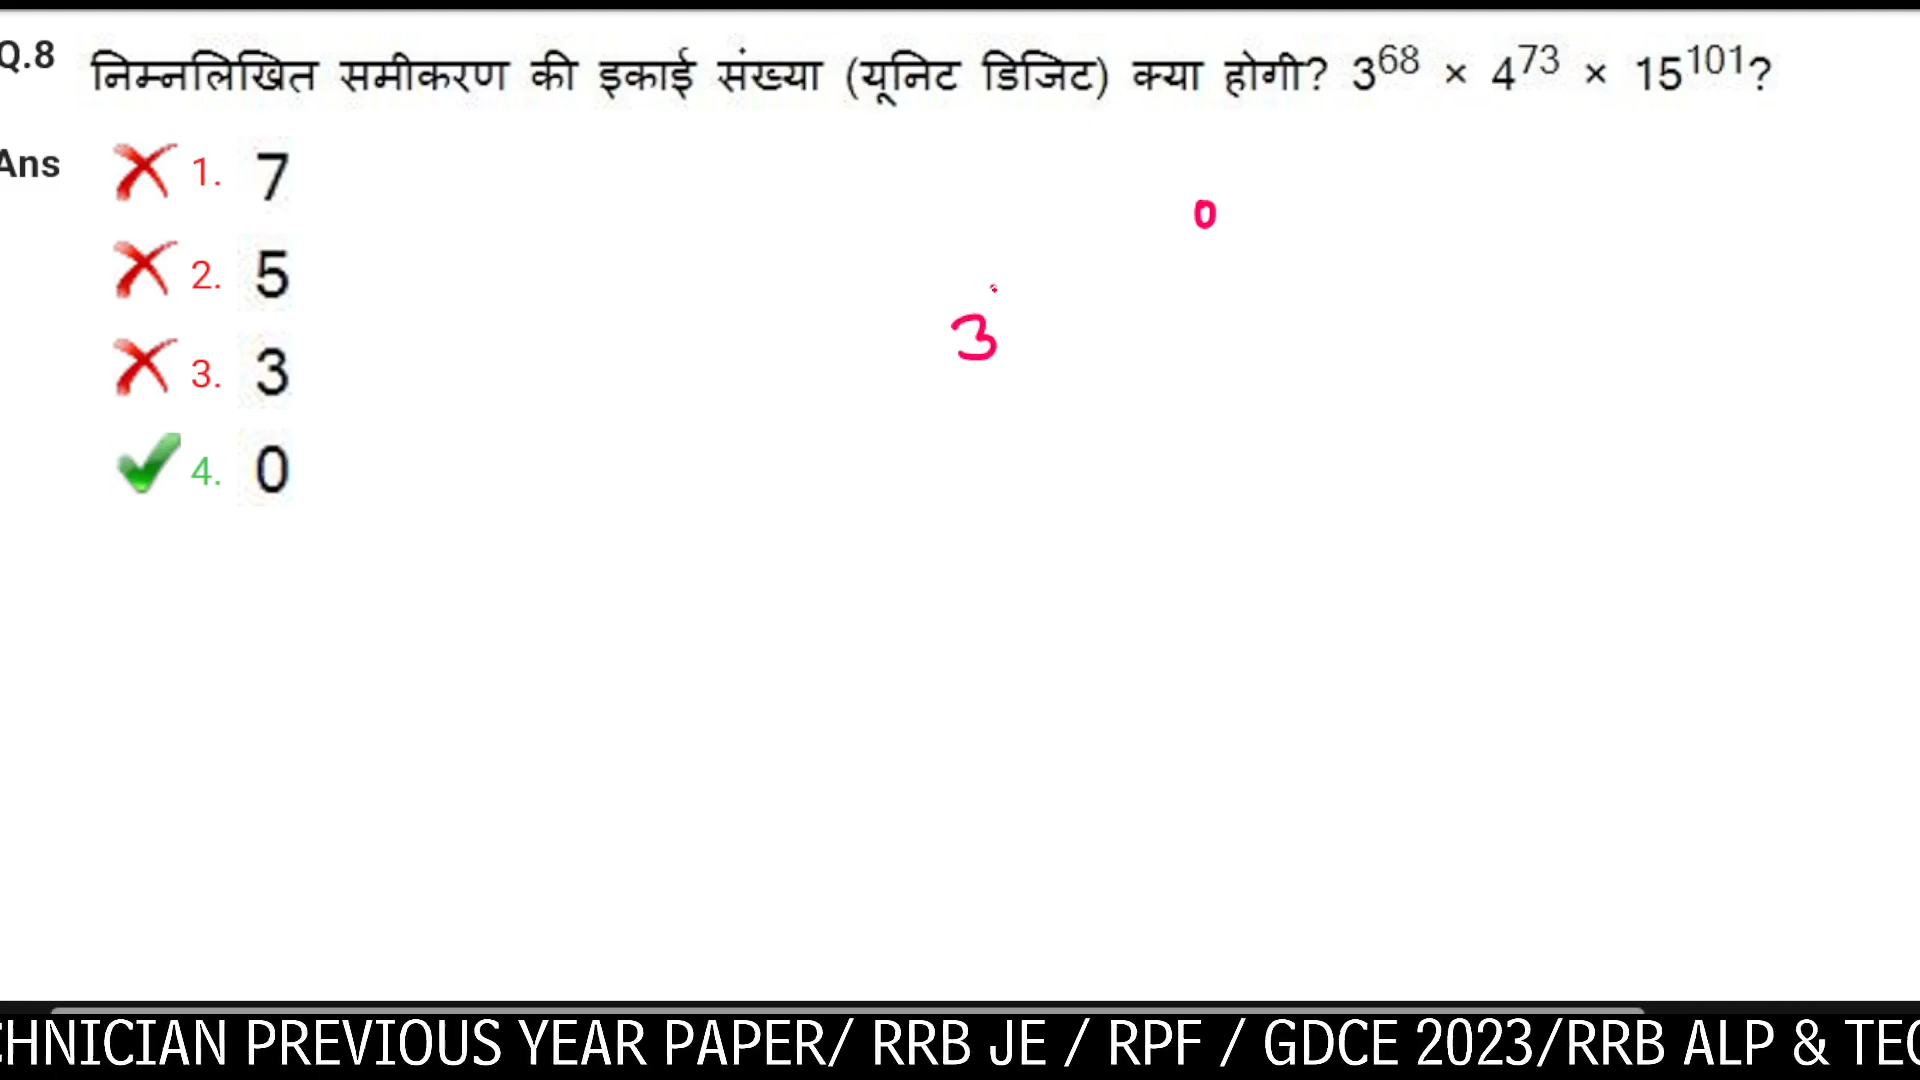 Q.8 निम्नलिखित समीकरण की इकाई संख्या (यूनिट डिजिट) क्या होगी? 3^68 × 4^73 × 15^101?
Ans 1. 7
0
2. 5
3
3. 3
4. 0
CHNICIAN PREVIOUS YEAR PAPER/ RRB JE / RPF / GDCE 2023/RRB ALP & TEC